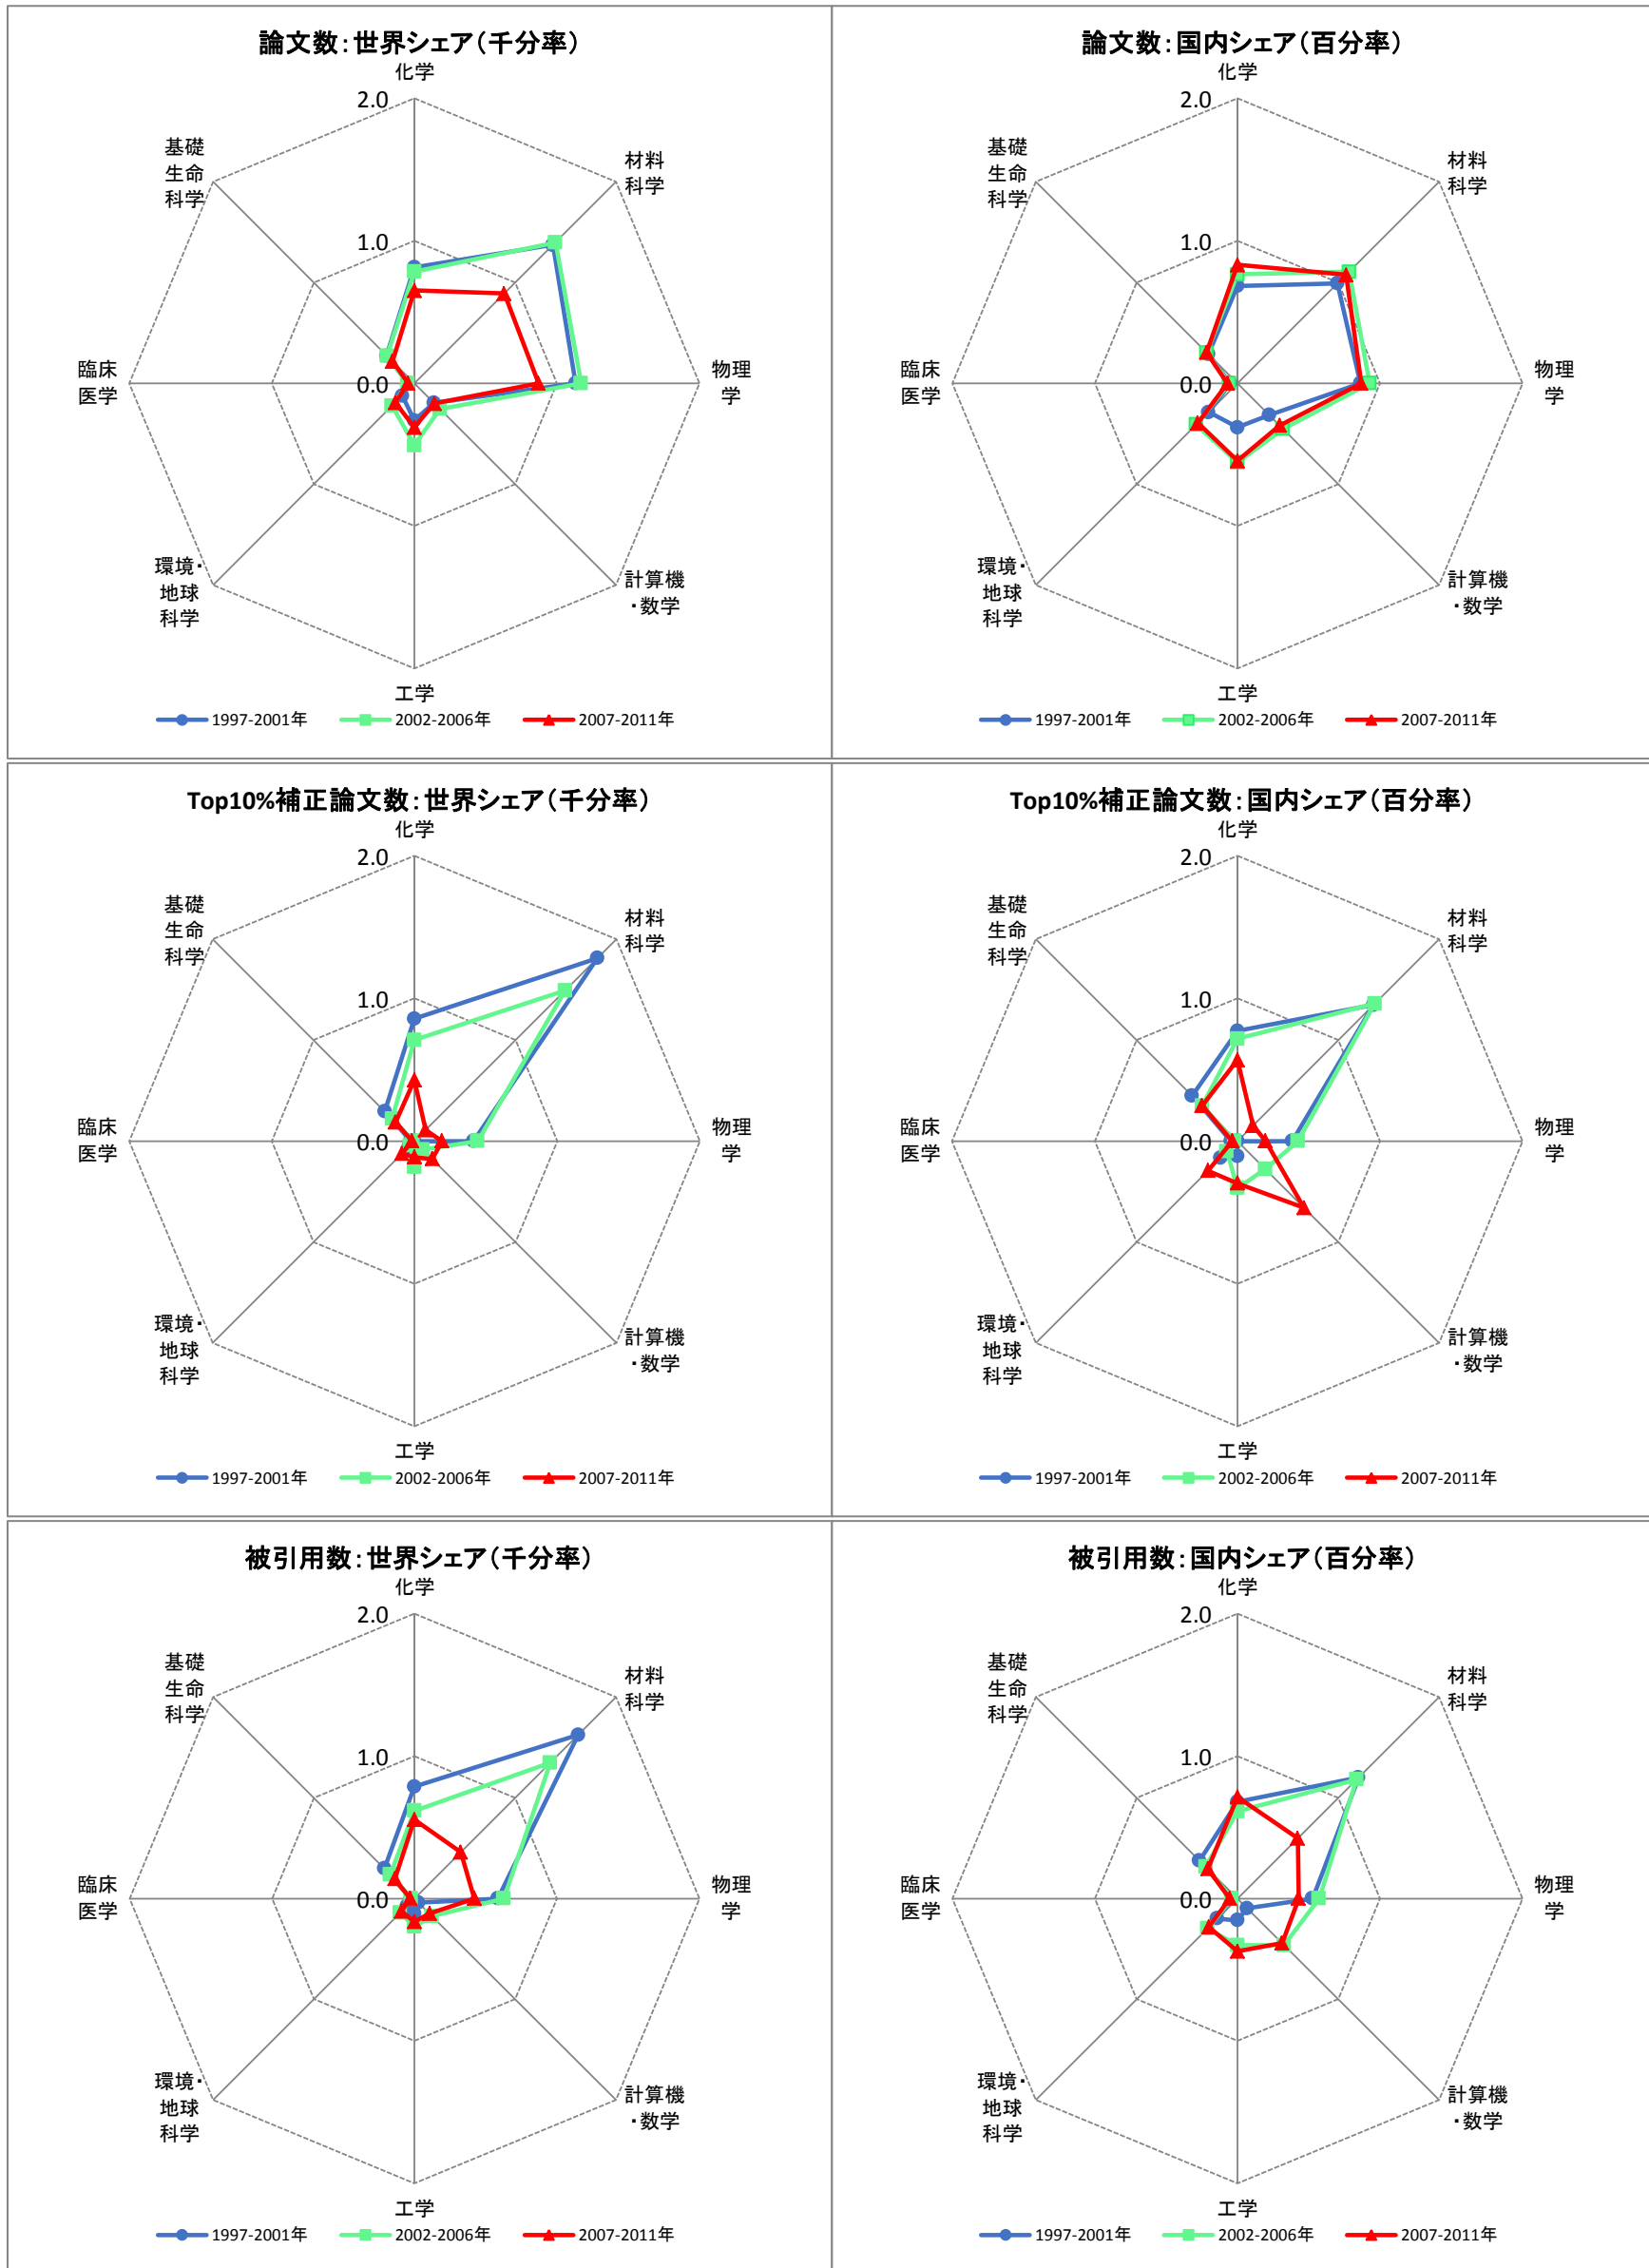 論文数：世界シェア（千分率）
化学
2.0
1.0
0.0
材料
科学
物理
学
計算機
・数学
工学
環境・
地球
科学
臨床
医学
基礎
生命
科学
1997-2001年 2002-2006年 2007-2011年
論文数：国内シェア（百分率）
化学
2.0
1.0
0.0
材料
科学
物理
学
計算機
・数学
工学
環境・
地球
科学
臨床
医学
基礎
生命
科学
1997-2001年 2002-2006年 2007-2011年
Top10%補正論文数：世界シェア（千分率）
化学
2.0
1.0
0.0
材料
科学
物理
学
計算機
・数学
工学
環境・
地球
科学
臨床
医学
基礎
生命
科学
1997-2001年 2002-2006年 2007-2011年
Top10%補正論文数：国内シェア（百分率）
化学
2.0
1.0
0.0
材料
科学
物理
学
計算機
・数学
工学
環境・
地球
科学
臨床
医学
基礎
生命
科学
1997-2001年 2002-2006年 2007-2011年
被引用数：世界シェア（千分率）
化学
2.0
1.0
0.0
材料
科学
物理
学
計算機
・数学
工学
環境・
地球
科学
臨床
医学
基礎
生命
科学
1997-2001年 2002-2006年 2007-2011年
被引用数：国内シェア（百分率）
化学
2.0
1.0
0.0
材料
科学
物理
学
計算機
・数学
工学
環境・
地球
科学
臨床
医学
基礎
生命
科学
1997-2001年 2002-2006年 2007-2011年